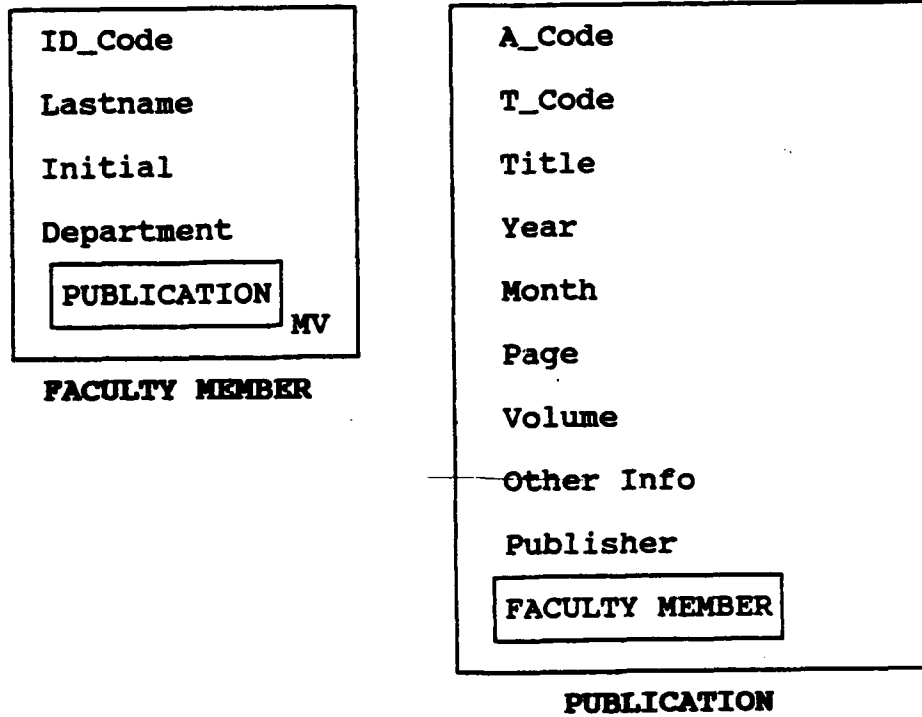 ID_Code
Lastname
Initial
Department
PUBLICATION
MV
FACULTY MEMBER
A_Code
T_Code
Title
Year
Month
Page
Volume
Other Info
Publisher
FACULTY MEMBER
PUBLICATION